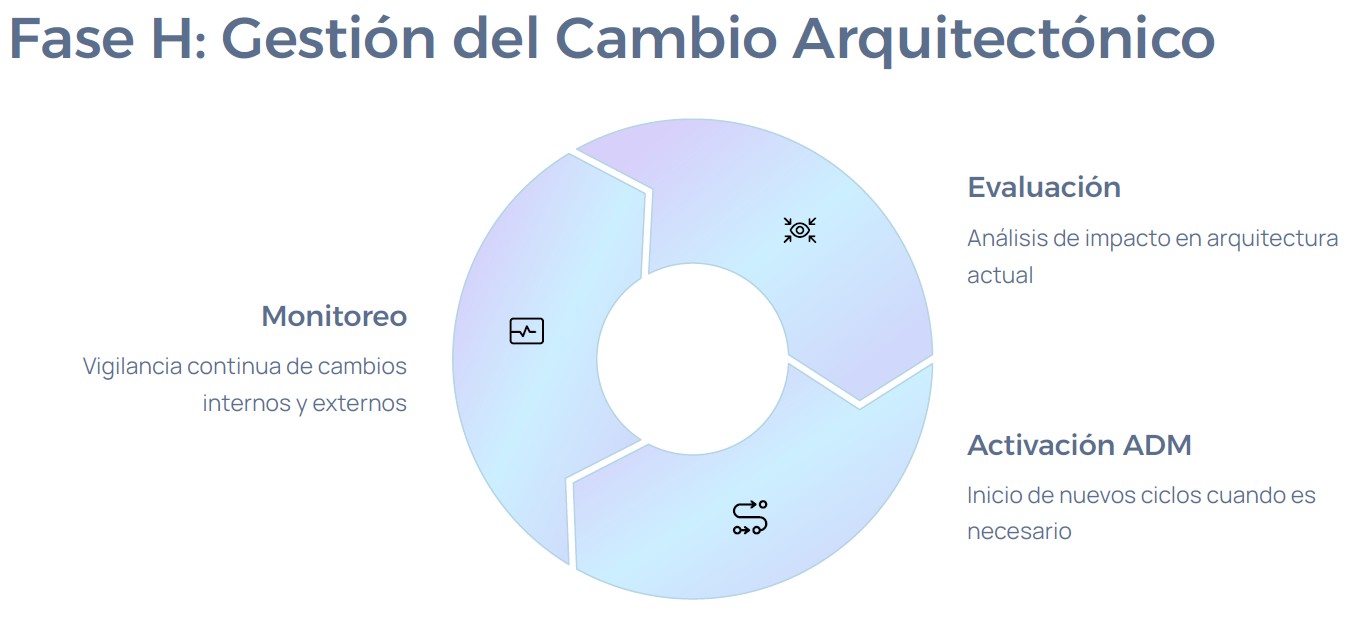 Fase H: Gestión del Cambio Arquitectónico
Evaluación
Análisis de impacto en arquitectura
actual
Monitoreo
Vigilancia continua de cambios
internos y externos
Activación ADM
Inicio de nuevos ciclos cuando es
necesario